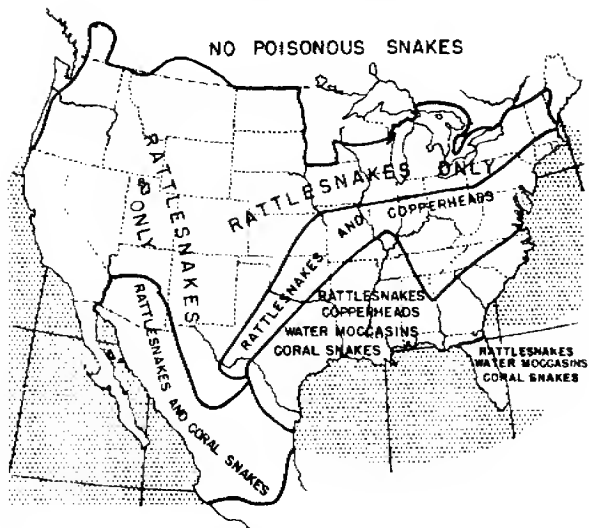 NO POISONOUS SNAKES
RATTLESNAKES
ONLY
RATTLESNAKES ONLY
RATTLESNAKES AND COPPERHEADS
RATTLESNAKES AND CORAL SNAKES
RATTLESNAKES
COPPERHEADS
WATER MOCCASINS
CORAL SNAKES
RATTLESNAKES
WATER MOCCASINS
CORAL SNAKES